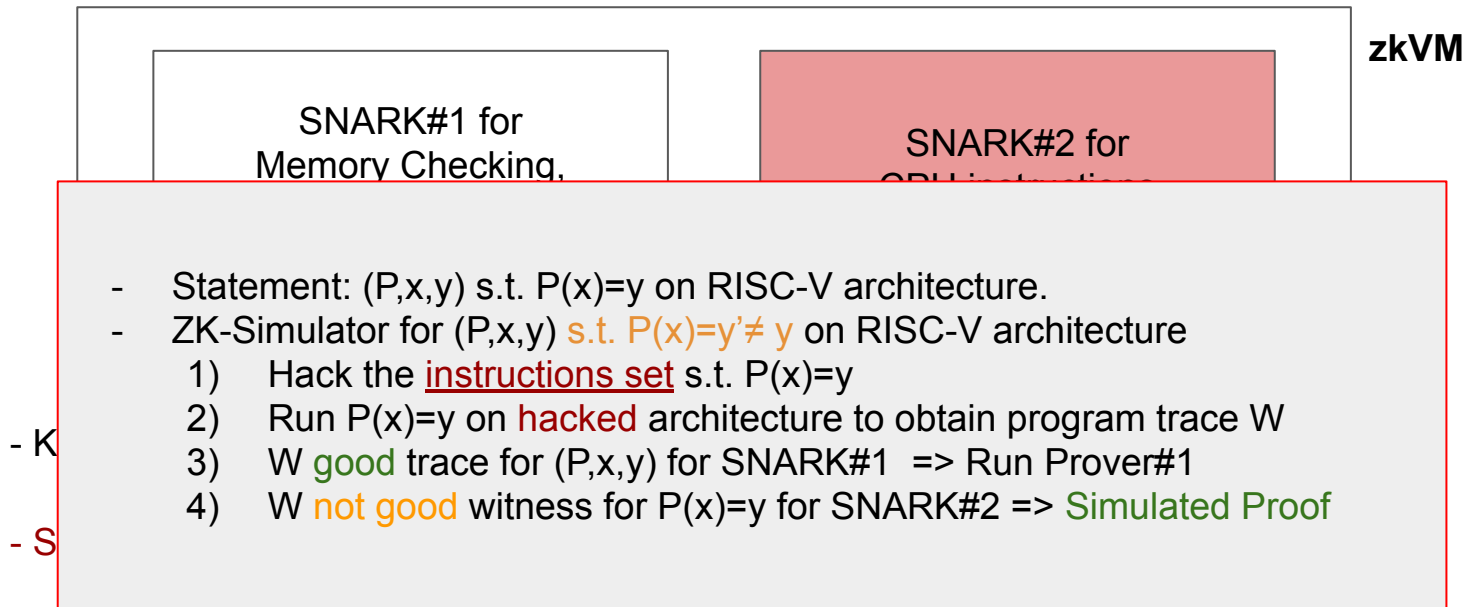 zkVM
SNARK#1 for
Memory Checking,
SNARK#2 for
CPU instructions
- Statement: (P,x,y) s.t. P(x)=y on RISC-V architecture.
- ZK-Simulator for (P,x,y) s.t. P(x)=y’≠ y on RISC-V architecture
1) Hack the instructions set s.t. P(x)=y
2) Run P(x)=y on hacked architecture to obtain program trace W
3) W good trace for (P,x,y) for SNARK#1 => Run Prover#1
4) W not good witness for P(x)=y for SNARK#2 => Simulated Proof
- K
- S